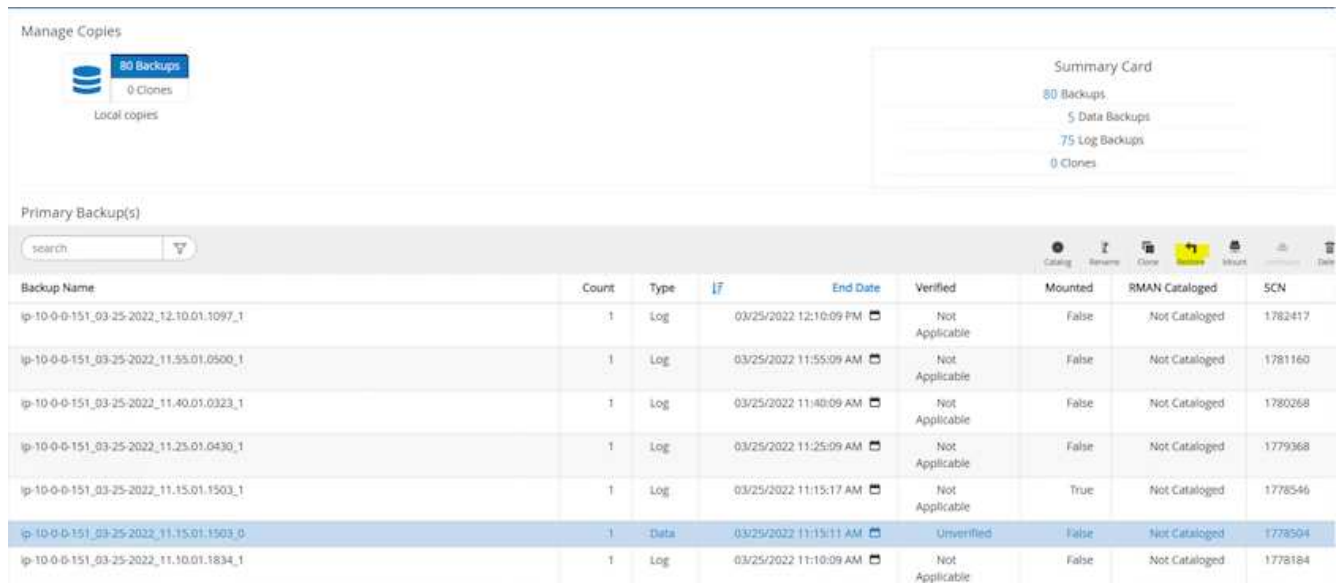 Manage Copies
80 Backups
0 Clones
Local copies
Summary Card
80 Backups
5 Data Backups
75 Log Backups
0 Clones
Primary Backup(s)
search
Catalog Rename Clone Restore Mount
Backup Name Count Type End Date Verified Mounted RMAN Cataloged SCN
ip-10-0-0-151_03-25-2022_12.10.01.1097_1 1 Log 03/25/2022 12:10:09 PM Not Applicable False Not Cataloged 1782417
ip-10-0-0-151_03-25-2022_11.55.01.0500_1 1 Log 03/25/2022 11:55:09 AM Not Applicable False Not Cataloged 1781160
ip-10-0-0-151_03-25-2022_11.40.01.0323_1 1 Log 03/25/2022 11:40:09 AM Not Applicable False Not Cataloged 1780268
ip-10-0-0-151_03-25-2022_11.25.01.0430_1 1 Log 03/25/2022 11:25:09 AM Not Applicable False Not Cataloged 1779368
ip-10-0-0-151_03-25-2022_11.15.01.1503_1 1 Log 03/25/2022 11:15:17 AM Not Applicable True Not Cataloged 1778546
ip-10-0-0-151_03-25-2022_11.15.01.1503_0 1 Data 03/25/2022 11:15:11 AM Unverified False Not Cataloged 1778504
ip-10-0-0-151_03-25-2022_11.10.01.1834_1 1 Log 03/25/2022 11:10:09 AM Not Applicable False Not Cataloged 1778184